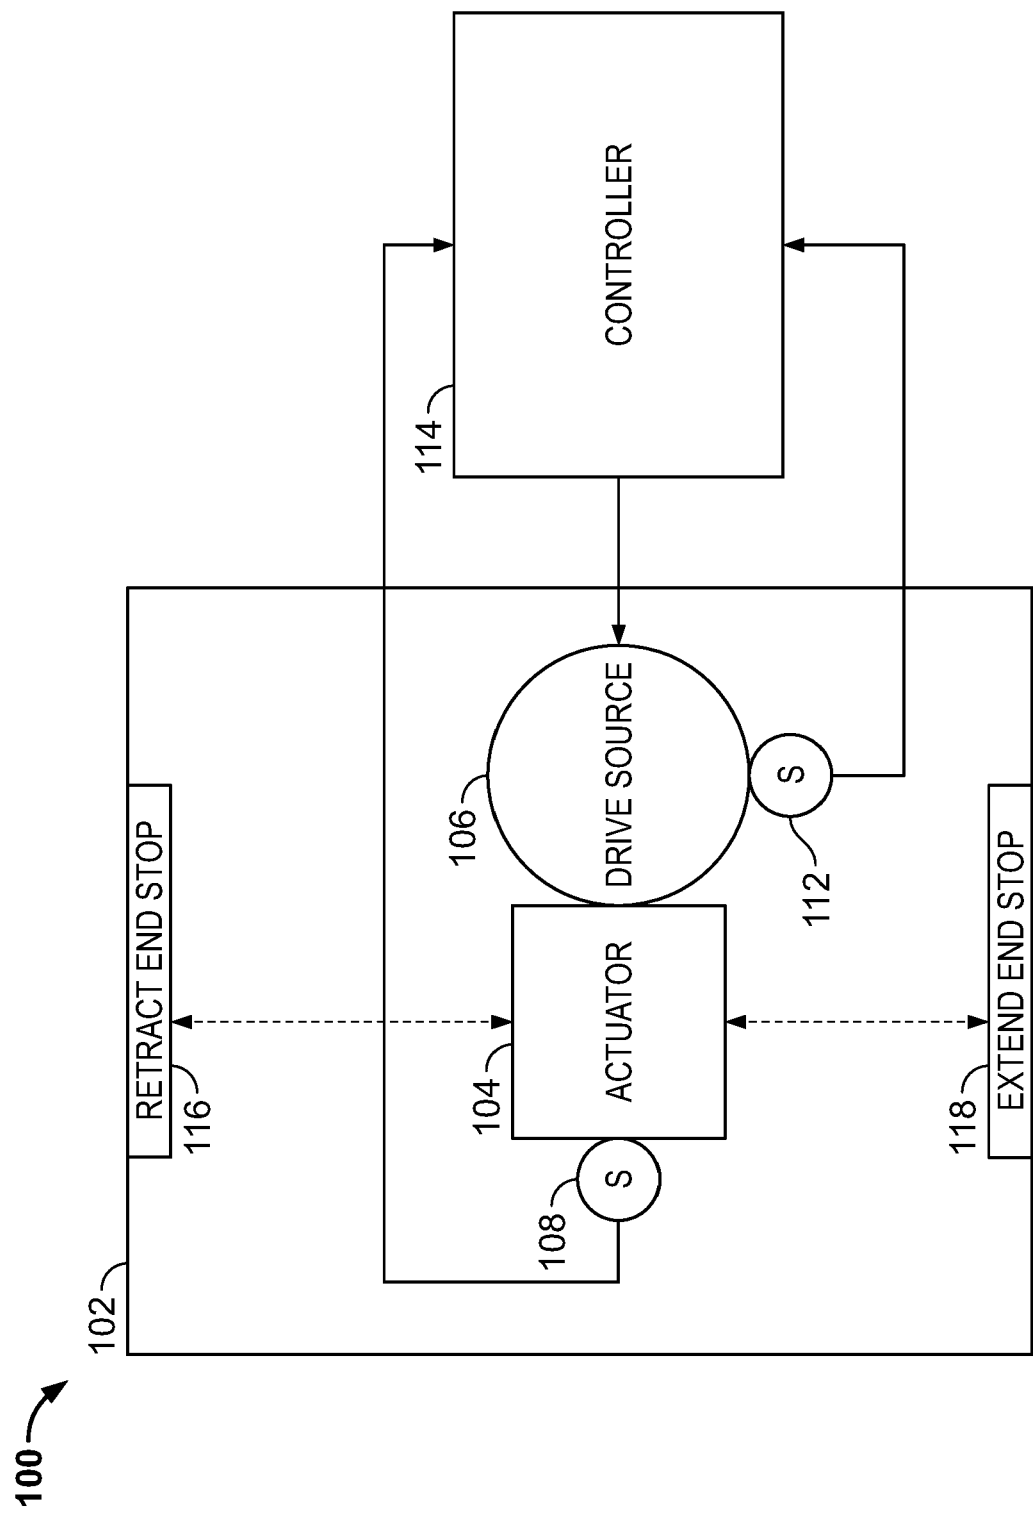 100
102
RETRACT END STOP
116
108
S
104
ACTUATOR
106
DRIVE SOURCE
S
112
118
EXTEND END STOP
114
CONTROLLER